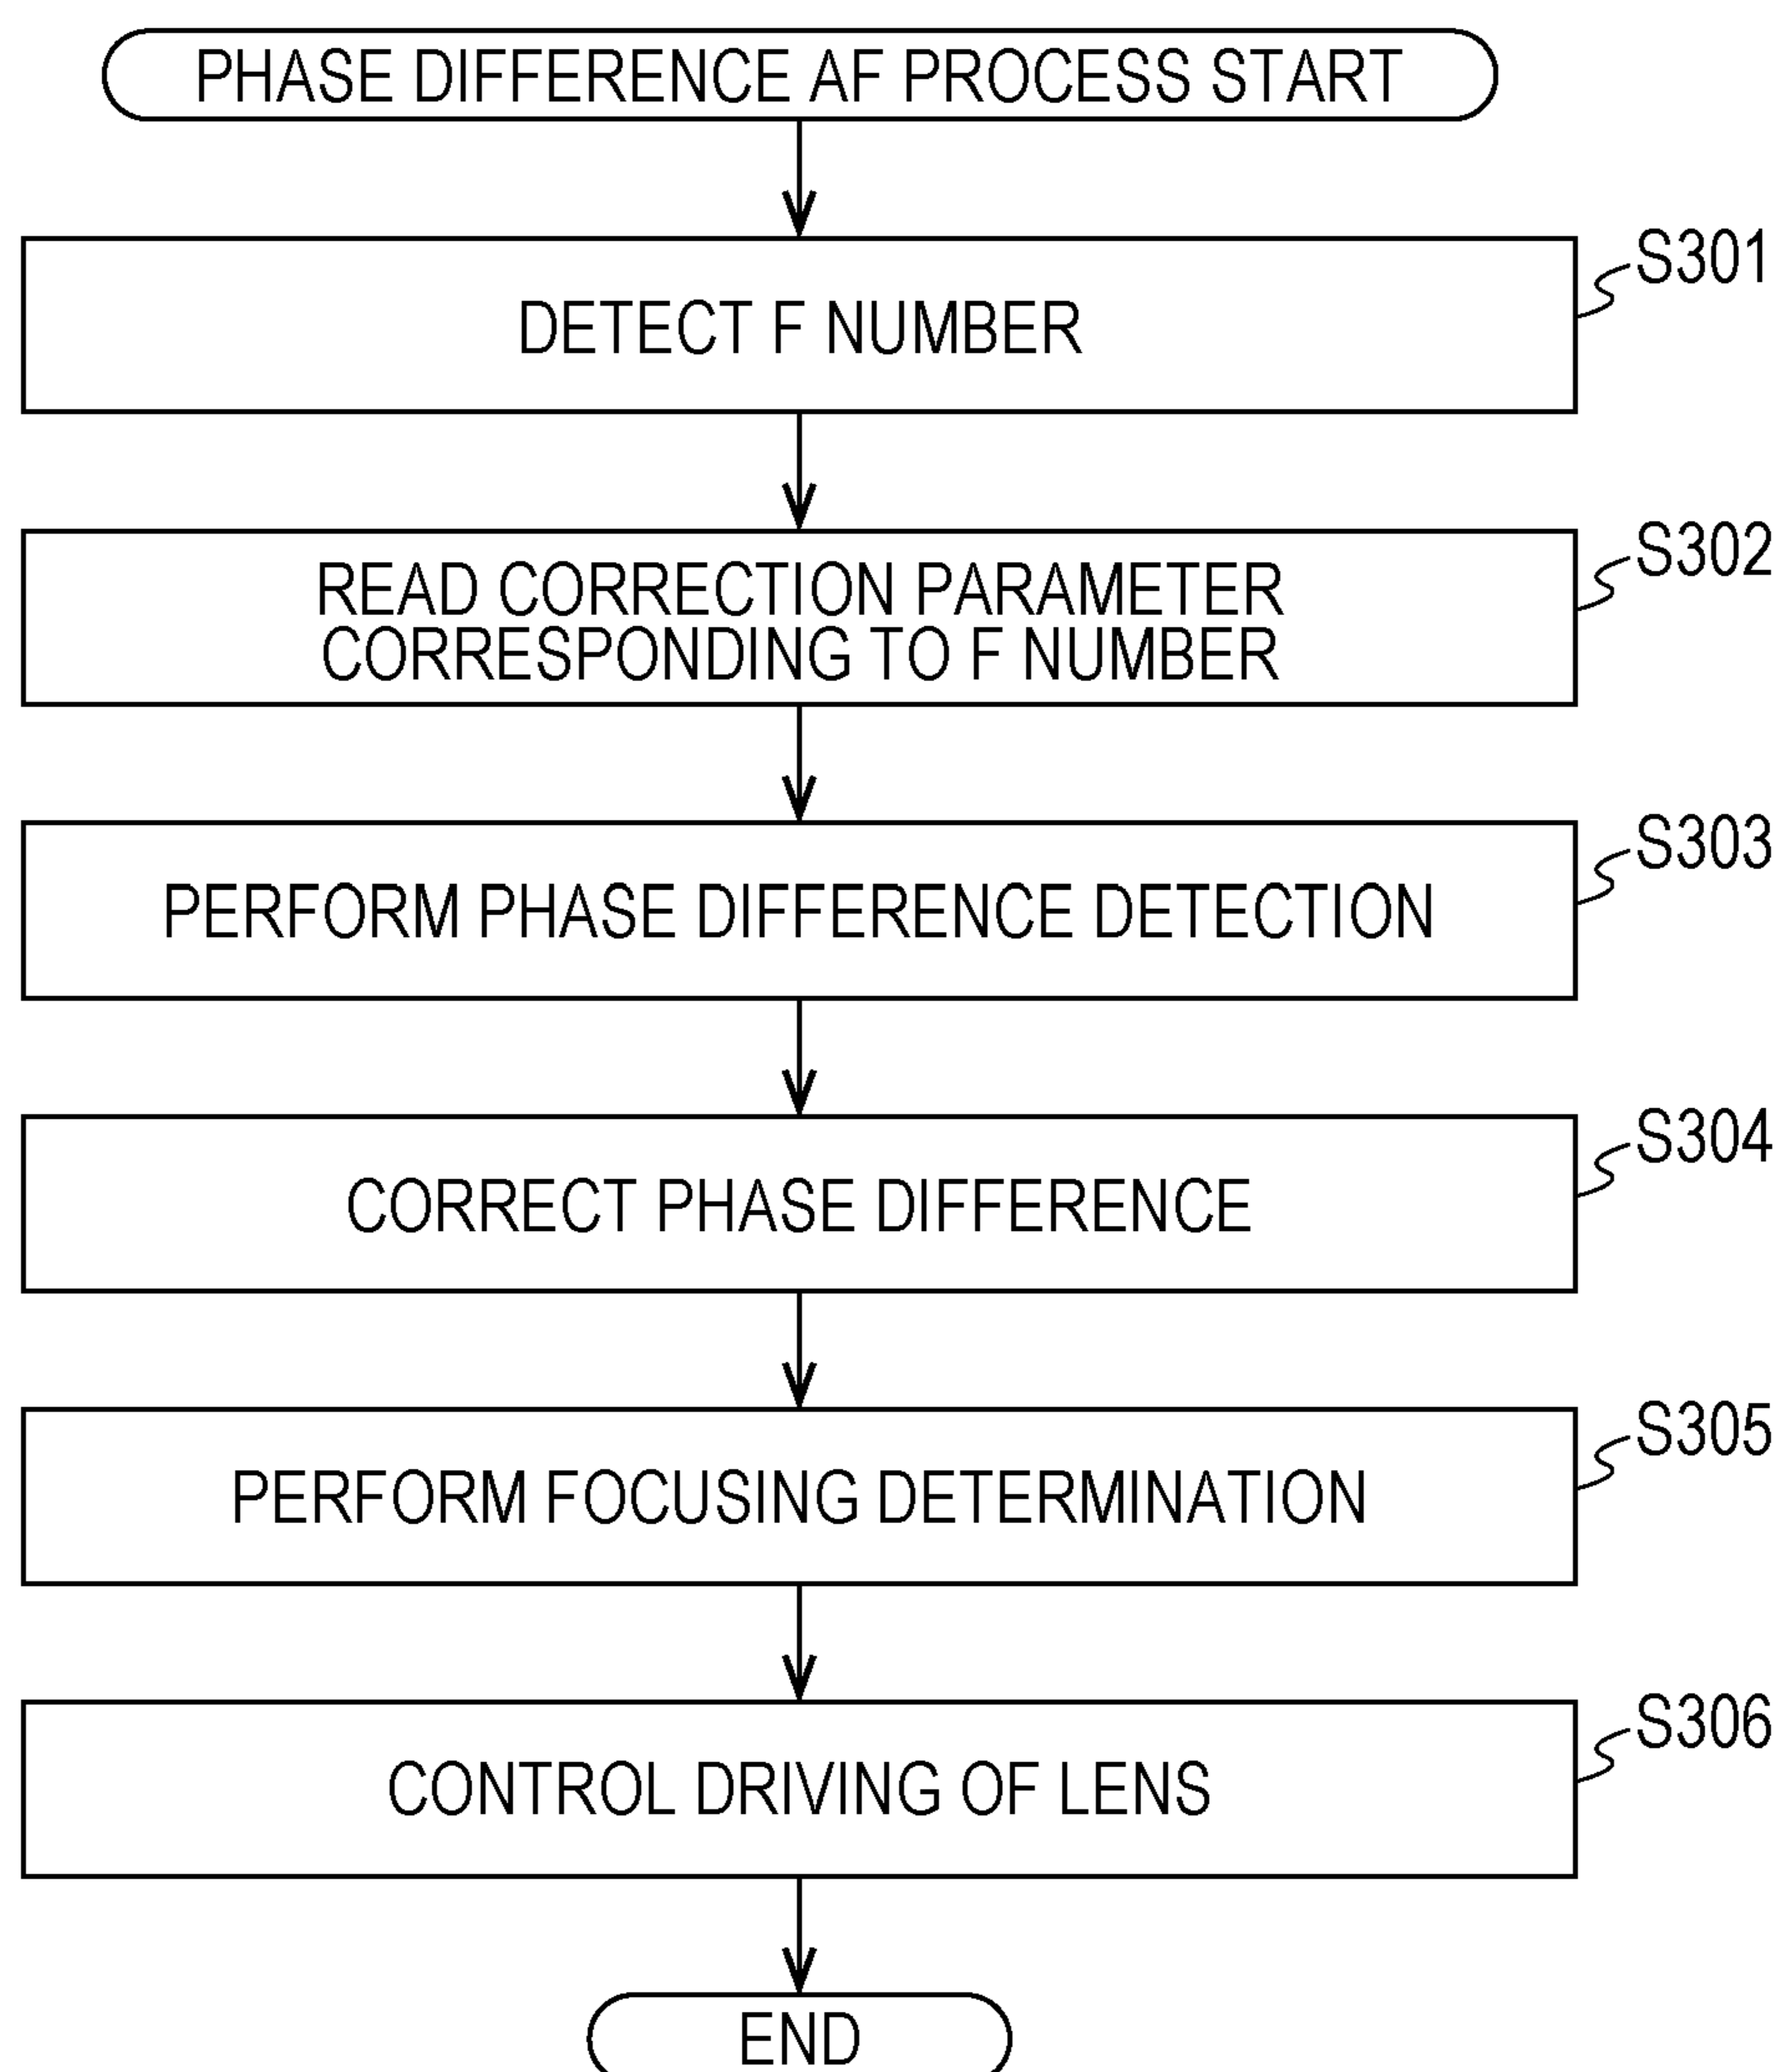 PHASE DIFFERENCE AF PROCESS START
S301
DETECT F NUMBER
S302
READ CORRECTION PARAMETER
CORRESPONDING TO F NUMBER
S303
PERFORM PHASE DIFFERENCE DETECTION
S304
CORRECT PHASE DIFFERENCE
S305
PERFORM FOCUSING DETERMINATION
S306
CONTROL DRIVING OF LENS
END